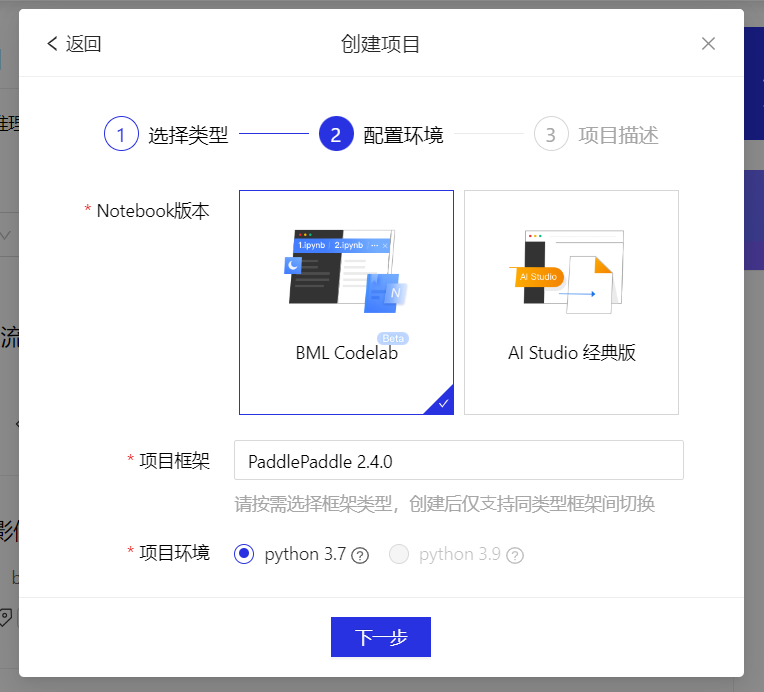 返回
创建项目
1 选择类型
2 配置环境
3 项目描述
* Notebook版本
1.ipynb 2.ipynb ··· ×
N
Beta
BML Codelab
AI Studio
AI Studio 经典版
* 项目框架
PaddlePaddle 2.4.0
请按需选择框架类型，创建后仅支持同类型框架间切换
* 项目环境
python 3.7 ?
python 3.9 ?
下一步
流
b